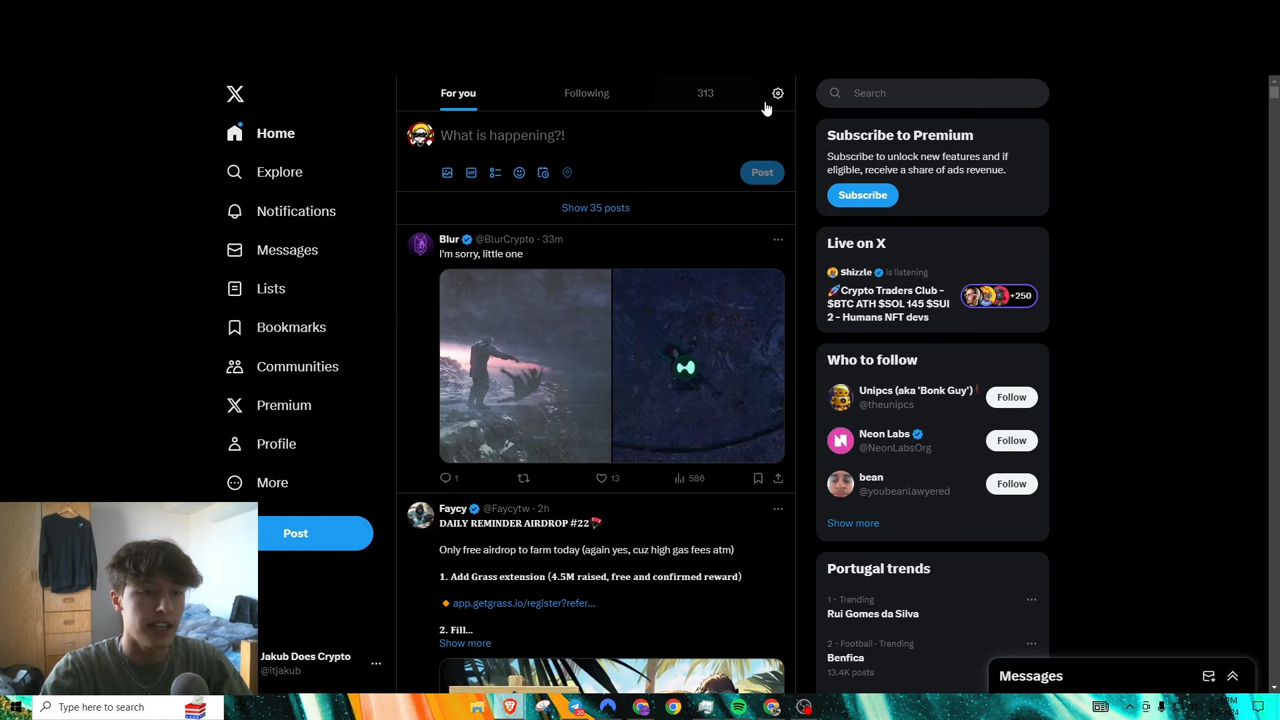 For you
Following
313
Search
Home
Explore
Notifications
Messages
Lists
Bookmarks
Communities
Premium
Profile
More
Post
Jakub Does Crypto
@itjakub
What is happening?!
Post
Show 35 posts
Blur @BlurCrypto · 33m
I'm sorry, little one
1
13
586
Faycy @Faycytw · 2h
DAILY REMINDER AIRDROP #22
Only free airdrop to farm today (again yes, cuz high gas fees atm)
1. Add Grass extension (4.5M raised, free and confirmed reward)
app.getgrass.io/register?refer...
2. Fill...
Show more
Subscribe to Premium
Subscribe to unlock new features and if
eligible, receive a share of ads revenue.
Subscribe
Live on X
Shizzle is listening
Crypto Traders Club -
$BTC ATH $SOL 145 $SUI
2 - Humans NFT devs
+250
Who to follow
Unipcs (aka 'Bonk Guy')
@theunipcs
Follow
Neon Labs
@NeonLabsOrg
Follow
bean
@youbeanlawyered
Follow
Show more
Portugal trends
1 · Trending
Rui Gomes da Silva
2 · Football · Trending
Benfica
13.4K posts
Messages
Type here to search